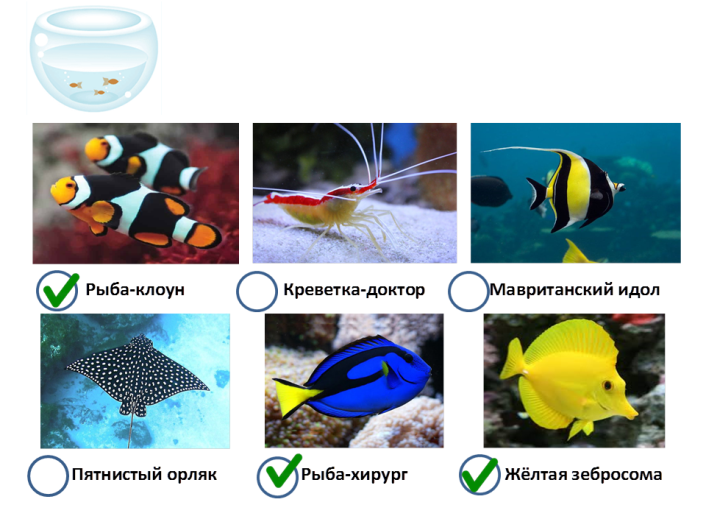 Рыба-клоун
Креветка-доктор
Мавританский идол
Пятнистый орляк
Рыба-хирург
Жёлтая зебросома